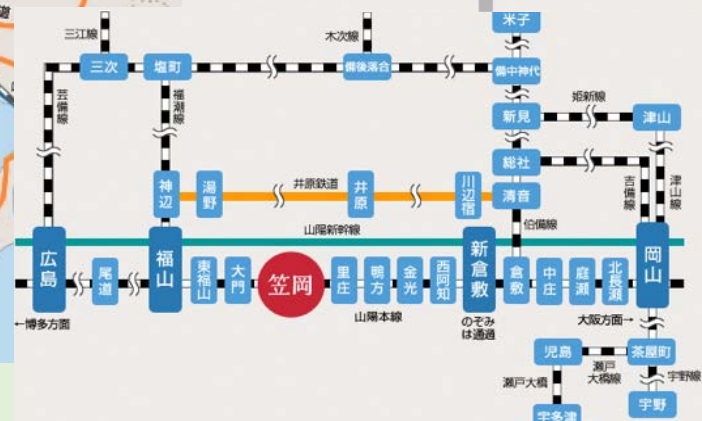 道
米子
三江線
木次線
三次
塩町
備後落合
備中神代
芸備線
福塩線
新見
姫新線
津山
総社
吉備線
津山線
神辺
湯野
井原鉄道
井原
川辺宿
清音
山陽新幹線
伯備線
広島
尾道
福山
東福山
大門
笠岡
里庄
鴨方
金光
西阿知
新倉敷
倉敷
中庄
庭瀬
北長瀬
岡山
山陽本線
←博多方面
のぞみ
は通過
大阪方面→
児島
瀬戸
大橋線
茶屋町
瀬戸大橋
宇野線
宇多津
宇野